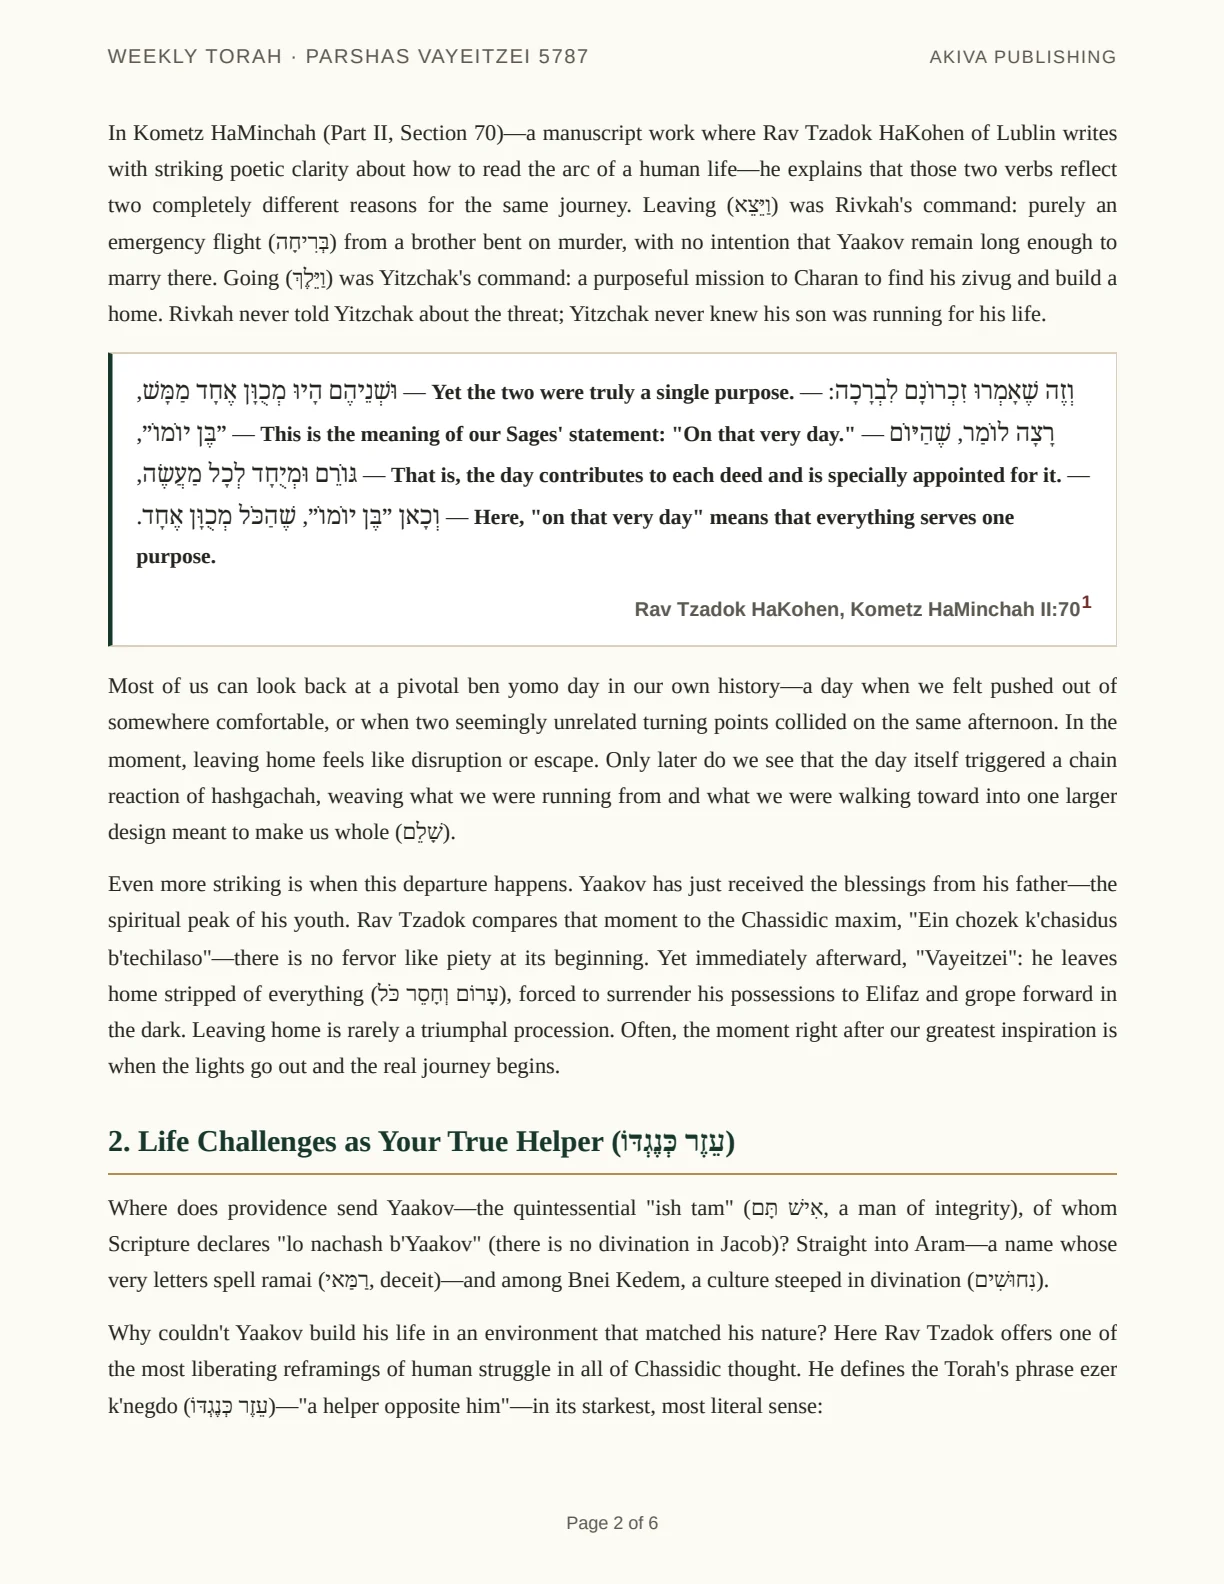 WEEKLY TORAH · PARSHAS VAYEITZEI 5787
AKIVA PUBLISHING
In Kometz HaMinchah (Part II, Section 70)—a manuscript work where Rav Tzadok HaKohen of Lublin writes
with striking poetic clarity about how to read the arc of a human life—he explains that those two verbs reflect
two completely different reasons for the same journey. Leaving (וַיֵּצֵא) was Rivkah's command: purely an
emergency flight (בְּרִיחָה) from a brother bent on murder, with no intention that Yaakov remain long enough to
marry there. Going (וַיֵּלֶךְ) was Yitzchak's command: a purposeful mission to Charan to find his zivug and build a
home. Rivkah never told Yitzchak about the threat; Yitzchak never knew his son was running for his life.
וּשְׁנֵיהֶם הָיוּ מְכֻוָּן אֶחָד מַמָּשׁ, — Yet the two were truly a single purpose. — וְזֶה שֶׁאָמְרוּ זִכְרוֹנָם לִבְרָכָה:
”בֶּן יוֹמוֹ”, — This is the meaning of our Sages' statement: "On that very day." — רָצָה לוֹמַר, שֶׁהַיּוֹם
גּוֹרֵם וּמְיֻחָד לְכָל מַעֲשֶׂה, — That is, the day contributes to each deed and is specially appointed for it. —
וְכָאן ”בֶּן יוֹמוֹ”, שֶׁהַכֹּל מְכֻוָּן אֶחָד. — Here, "on that very day" means that everything serves one
purpose.
Rav Tzadok HaKohen, Kometz HaMinchah II:70¹
Most of us can look back at a pivotal ben yomo day in our own history—a day when we felt pushed out of
somewhere comfortable, or when two seemingly unrelated turning points collided on the same afternoon. In the
moment, leaving home feels like disruption or escape. Only later do we see that the day itself triggered a chain
reaction of hashgachah, weaving what we were running from and what we were walking toward into one larger
design meant to make us whole (שָׁלֵם).
Even more striking is when this departure happens. Yaakov has just received the blessings from his father—the
spiritual peak of his youth. Rav Tzadok compares that moment to the Chassidic maxim, "Ein chozek k'chasidus
b'techilaso"—there is no fervor like piety at its beginning. Yet immediately afterward, "Vayeitzei": he leaves
home stripped of everything (עָרוֹם וְחָסֵר כֹּל), forced to surrender his possessions to Elifaz and grope forward in
the dark. Leaving home is rarely a triumphal procession. Often, the moment right after our greatest inspiration is
when the lights go out and the real journey begins.
2. Life Challenges as Your True Helper (עֵזֶר כְּנֶגְדּוֹ)
Where does providence send Yaakov—the quintessential "ish tam" (אִישׁ תָּם, a man of integrity), of whom
Scripture declares "lo nachash b'Yaakov" (there is no divination in Jacob)? Straight into Aram—a name whose
very letters spell ramai (רַמַּאי, deceit)—and among Bnei Kedem, a culture steeped in divination (נִחוּשִׁים).
Why couldn't Yaakov build his life in an environment that matched his nature? Here Rav Tzadok offers one of
the most liberating reframings of human struggle in all of Chassidic thought. He defines the Torah's phrase ezer
k'negdo (עֵזֶר כְּנֶגְדּוֹ)—"a helper opposite him"—in its starkest, most literal sense:
Page 2 of 6